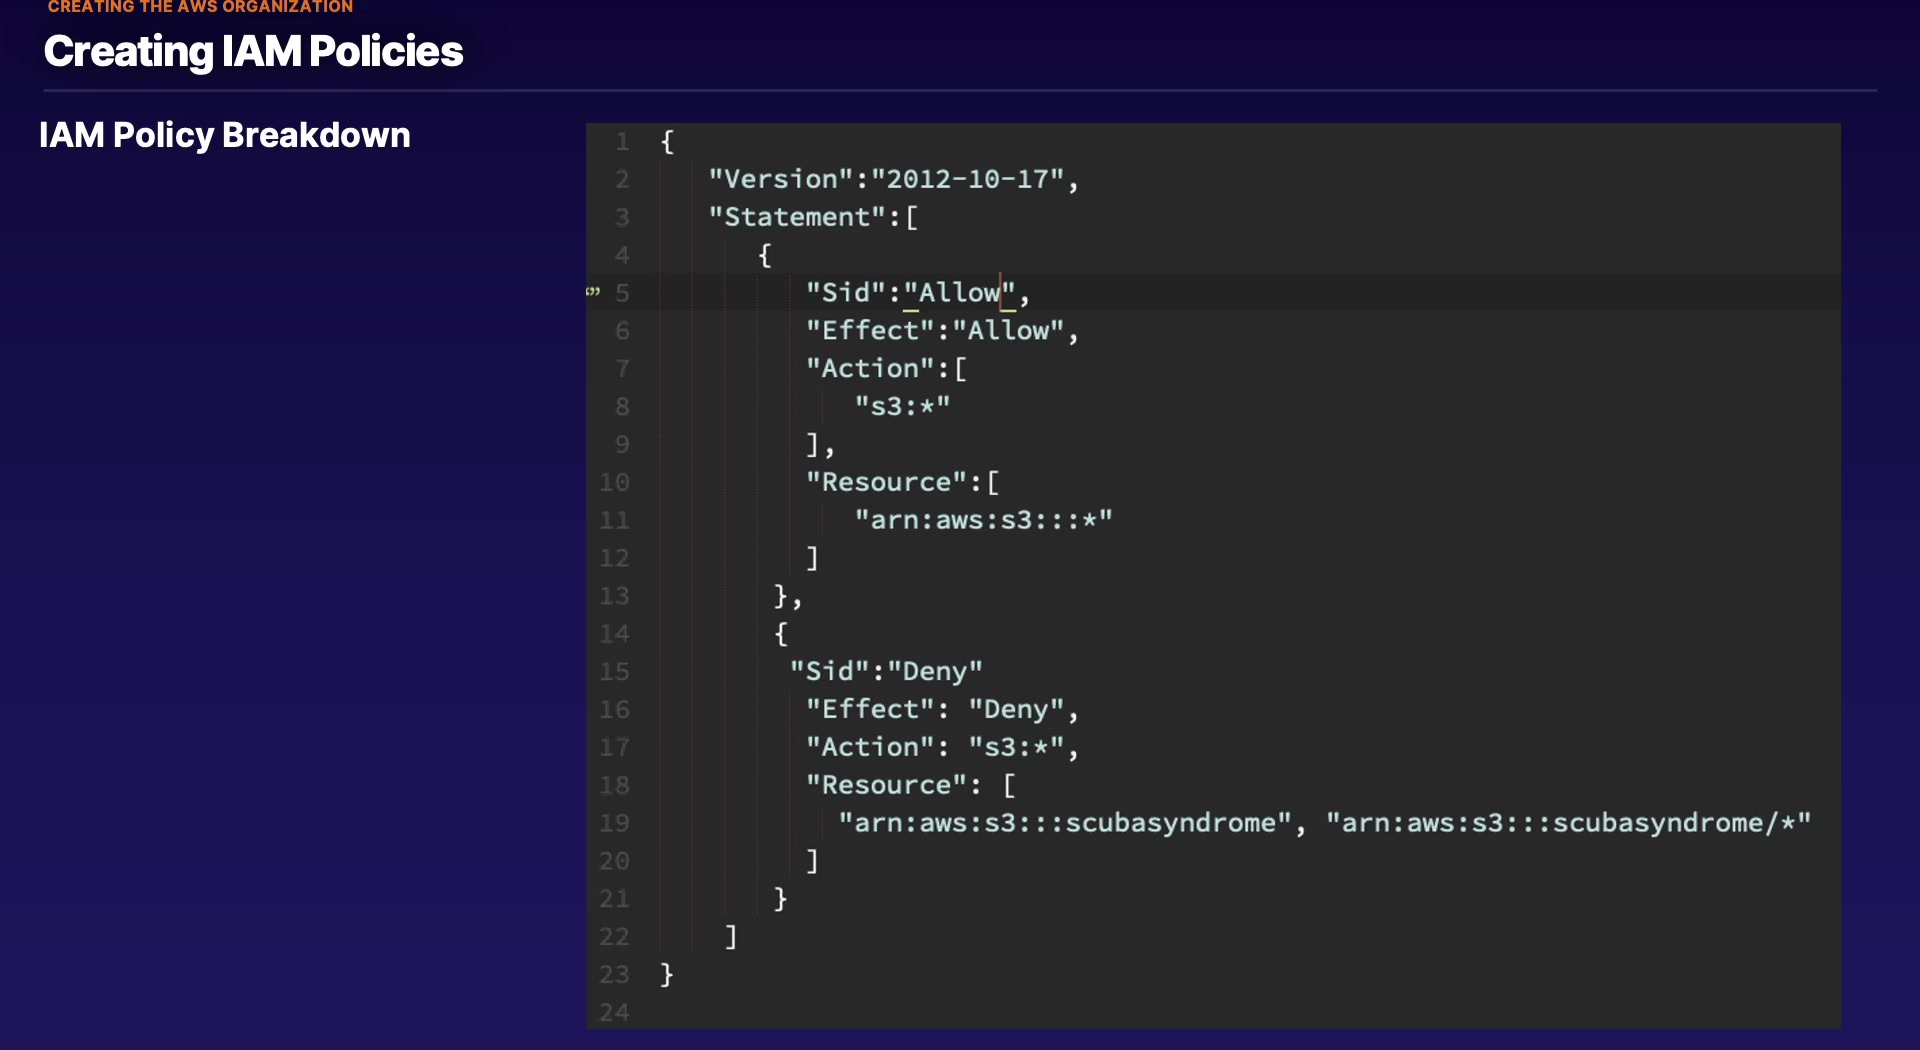 CREATING THE AWS ORGANIZATION
Creating IAM Policies
IAM Policy Breakdown
1 {
2 "Version":"2012-10-17",
3 "Statement":[
4 {
5 "Sid":"Allow",
6 "Effect":"Allow",
7 "Action":[
8 "s3:*"
9 ],
10 "Resource":[
11 "arn:aws:s3:::*"
12 ]
13 },
14 {
15 "Sid":"Deny"
16 "Effect": "Deny",
17 "Action": "s3:*",
18 "Resource": [
19 "arn:aws:s3:::scubasyndrome", "arn:aws:s3:::scubasyndrome/*"
20 ]
21 }
22 ]
23 }
24